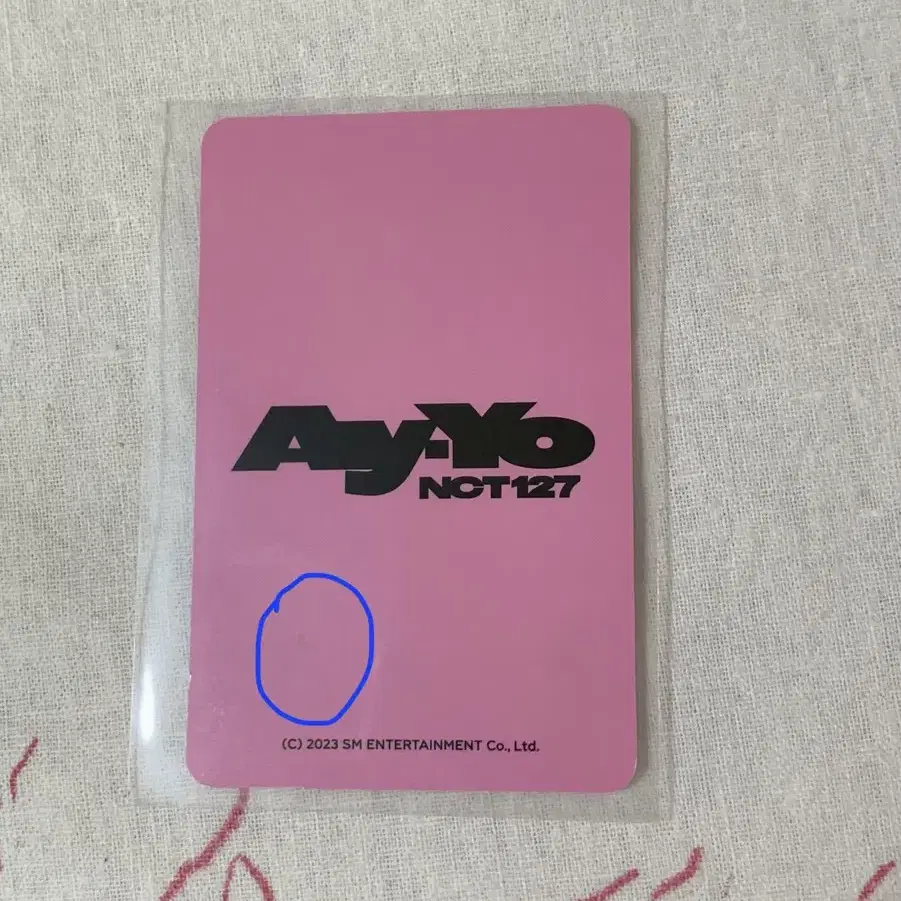 Ay-Yo
NCT127
(C) 2023 SM ENTERTAINMENT Co., Ltd.